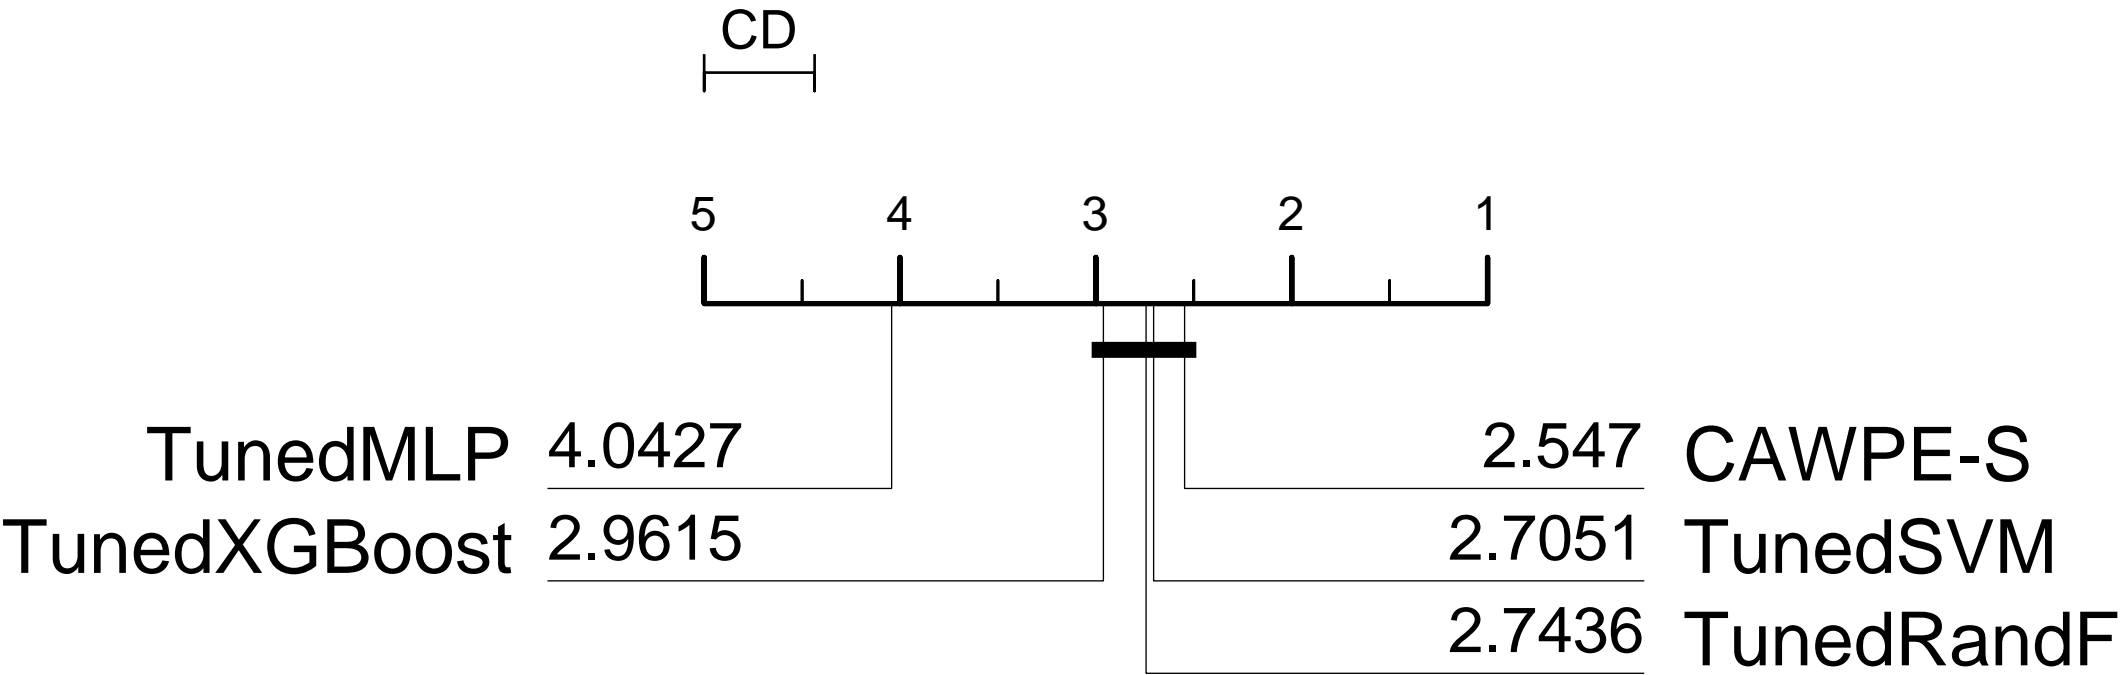 CD
5 4 3 2 1
TunedMLP 4.0427
2.547 CAWPE-S
TunedXGBoost 2.9615
2.7051 TunedSVM
2.7436 TunedRandF